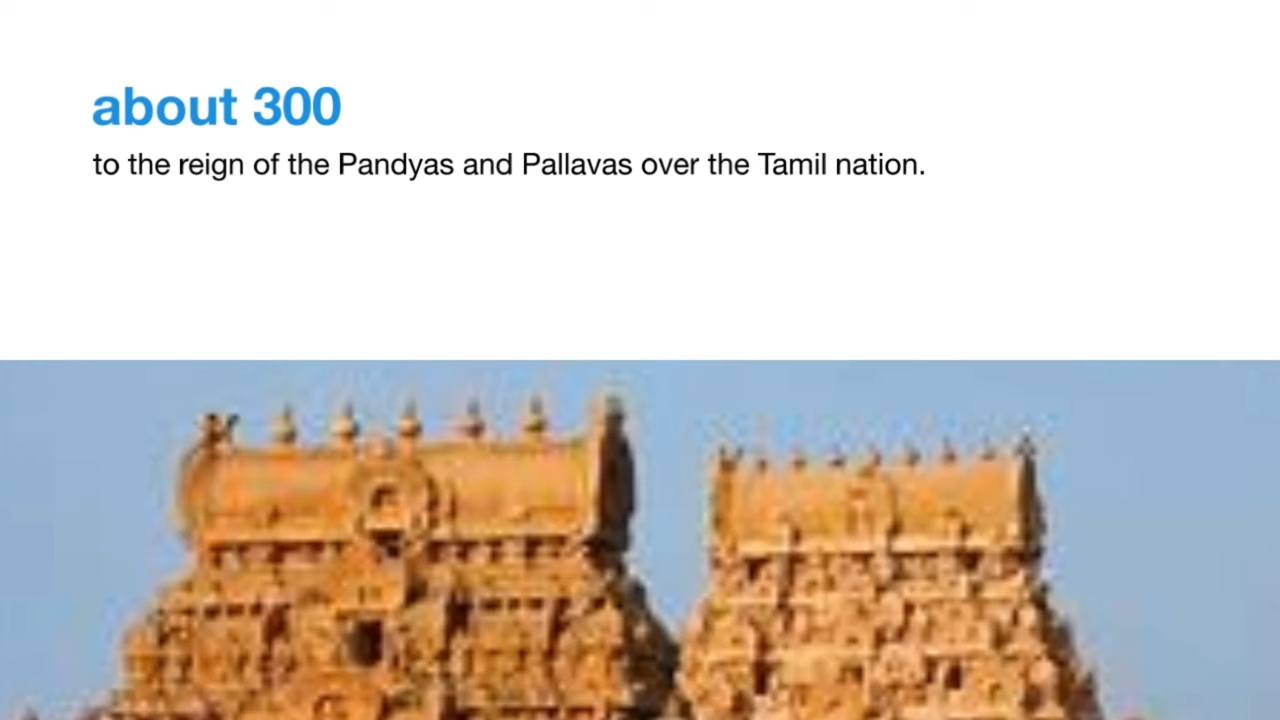 about 300
to the reign of the Pandyas and Pallavas over the Tamil nation.